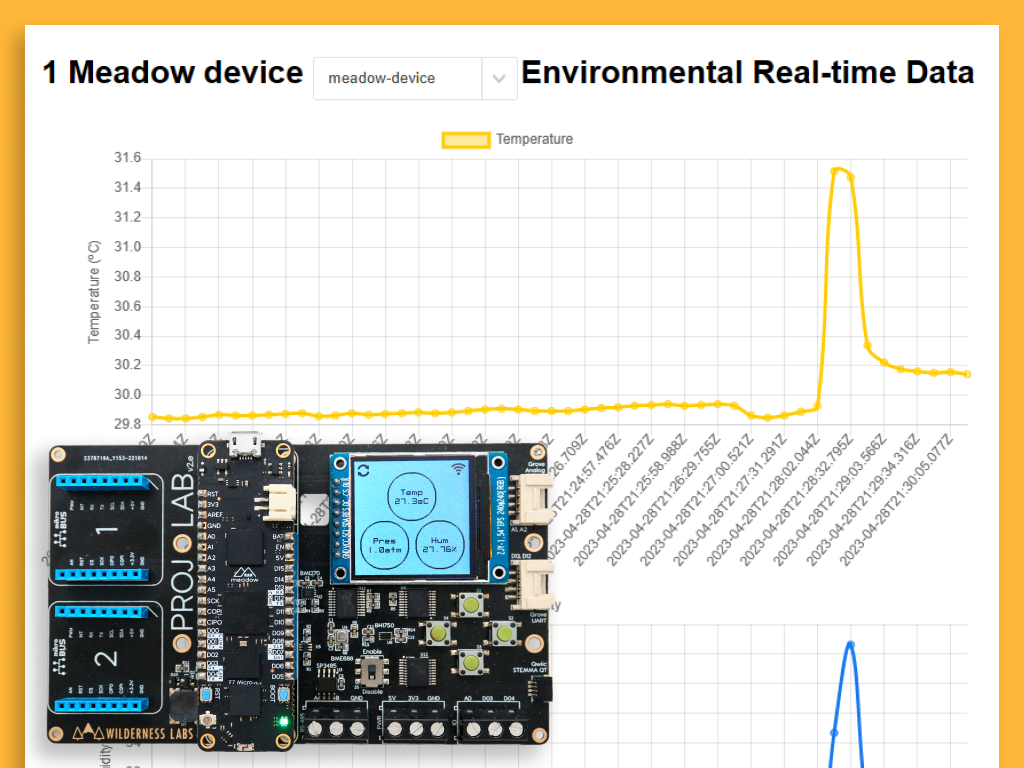 1 Meadow device
meadow-device
Environmental Real-time Data
Temperature
31.6
31.4
31.2
31.0
30.8
30.6
30.4
30.2
30.0
29.8
Temperature (ºC)
2023-04-28T21:24:57.476Z
2023-04-28T21:25:28.227Z
2023-04-28T21:25:58.988Z
2023-04-28T21:26:29.755Z
2023-04-28T21:27:00.521Z
2023-04-28T21:27:31.291Z
2023-04-28T21:28:02.044Z
2023-04-28T21:28:32.795Z
2023-04-28T21:29:03.566Z
2023-04-28T21:29:34.316Z
2023-04-28T21:30:05.077Z
PROJ LAB v2.e
mikro BUS
1
mikro BUS
2
WILDERNESS LABS
RST
3V3
AREF
GND
A0
A1
A2
A3
A4
A5
SCK
COPI
CIPO
D00
D02
D03
BAT
EN
5V
D15
D14
D11
D10
D09
D06
D05
meadow
F7 Micro
RST
BOOT
Temp
27.3°C
Pres
1.0atm
Hum
27.76%
Grove
Analog
A1 A2
D13, D12
Grove
UART
Qwiic
STEMMA QT
BMI270
BH1750
BME688
SP3485
Enable
Disable
A
B
GND
5V
3V3
GND
A0
D03
D04